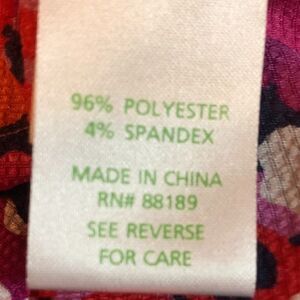 96% POLYESTER
4% SPANDEX
MADE IN CHINA
RN# 88189
SEE REVERSE
FOR CARE